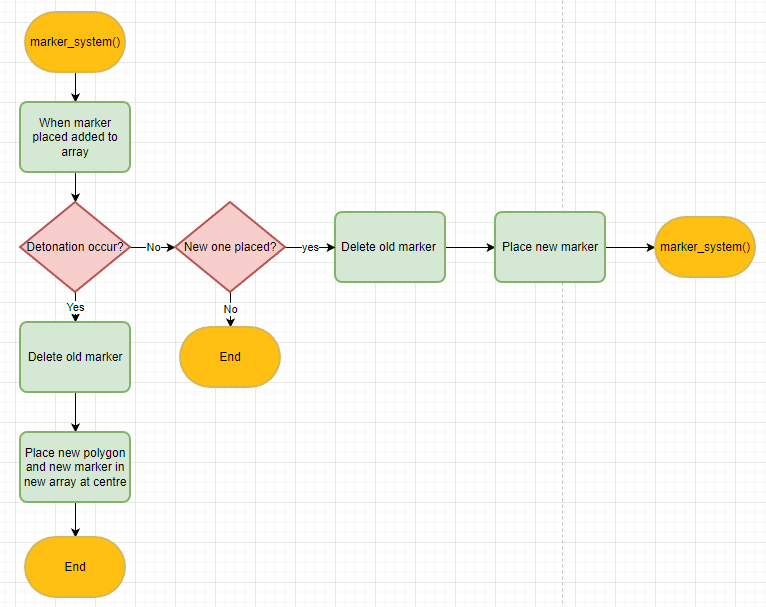 marker_system()
When marker
placed added to
array
Detonation occur?
No
New one placed?
yes
Delete old marker
Place new marker
marker_system()
Yes
No
Delete old marker
End
Place new polygon
and new marker in
new array at centre
End